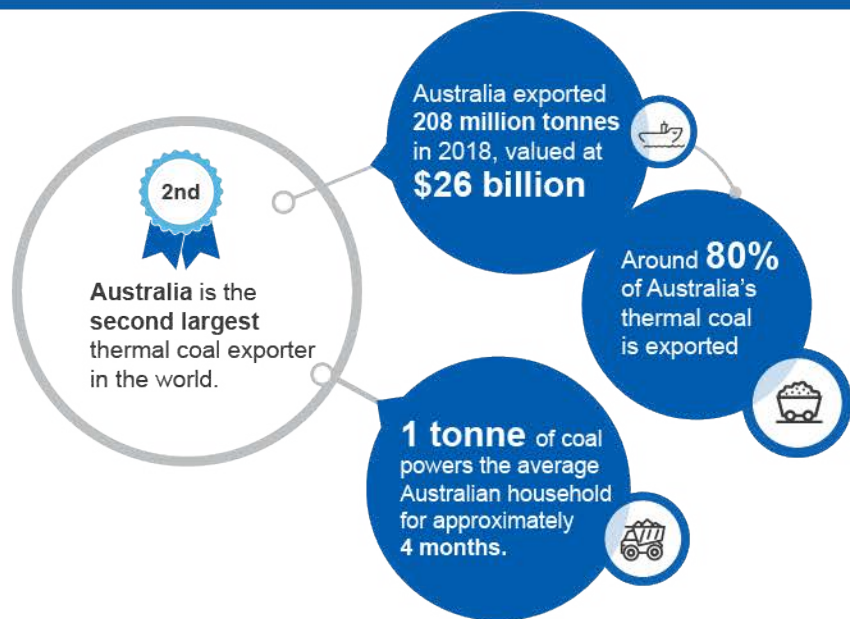 2nd
Australia is the
second largest
thermal coal exporter
in the world.
Australia exported
208 million tonnes
in 2018, valued at
$26 billion
Around 80%
of Australia's
thermal coal
is exported
1 tonne of coal
powers the average
Australian household
for approximately
4 months.